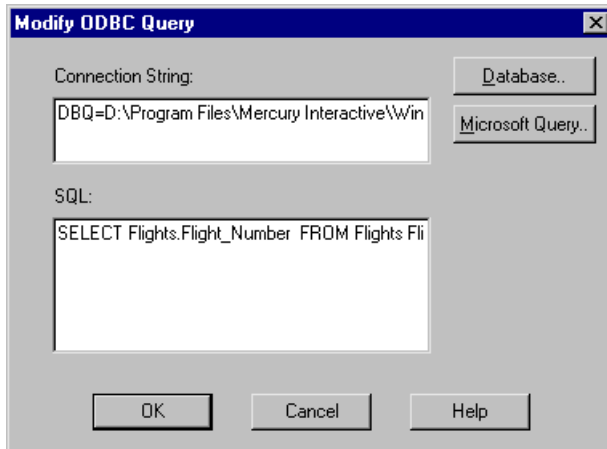 Modify ODBC Query
Connection String:
Database..
DBQ=D:\Program Files\Mercury Interactive\Win
Microsoft Query..
SQL:
SELECT Flights.Flight_Number  FROM Flights Fli
OK
Cancel
Help